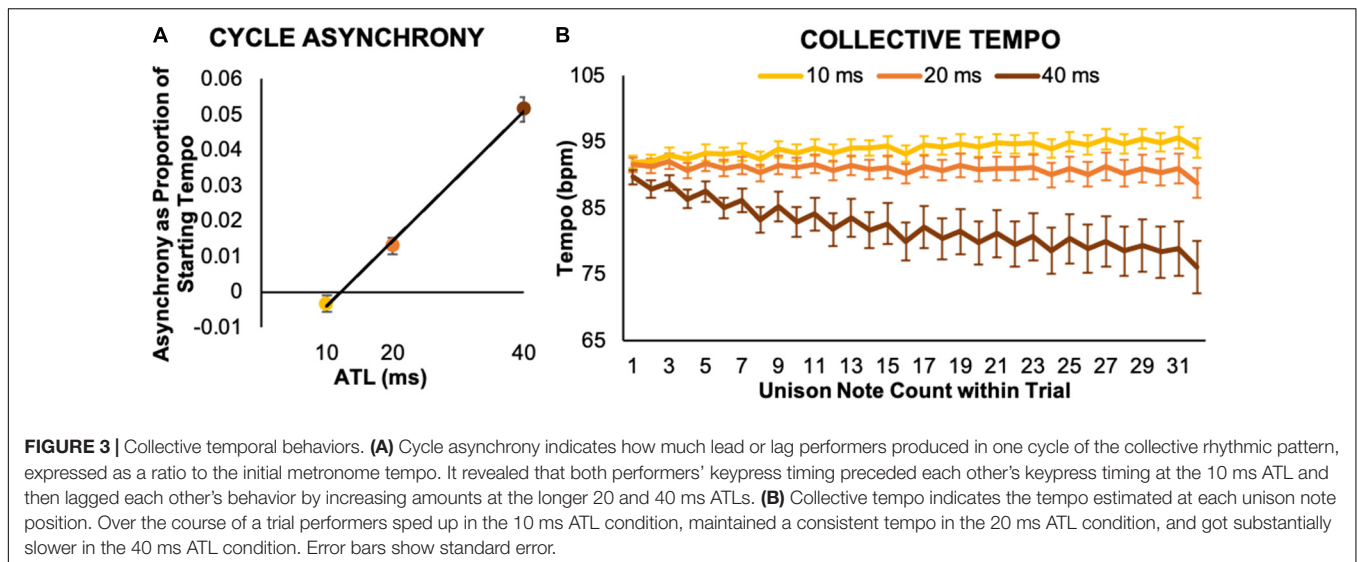 A CYCLE ASYNCHRONY
Asynchrony as Proportion of
Starting Tempo
0.06
0.05
0.04
0.03
0.02
0.01
0
-0.01
10 20 40
ATL (ms)
B COLLECTIVE TEMPO
10 ms 20 ms 40 ms
Tempo (bpm)
105
95
85
75
65
1 3 5 7 9 11 13 15 17 19 21 23 25 27 29 31
Unison Note Count within Trial
FIGURE 3 | Collective temporal behaviors. (A) Cycle asynchrony indicates how much lead or lag performers produced in one cycle of the collective rhythmic pattern,
expressed as a ratio to the initial metronome tempo. It revealed that both performers’ keypress timing preceded each other’s keypress timing at the 10 ms ATL and
then lagged each other’s behavior by increasing amounts at the longer 20 and 40 ms ATLs. (B) Collective tempo indicates the tempo estimated at each unison note
position. Over the course of a trial performers sped up in the 10 ms ATL condition, maintained a consistent tempo in the 20 ms ATL condition, and got substantially
slower in the 40 ms ATL condition. Error bars show standard error.